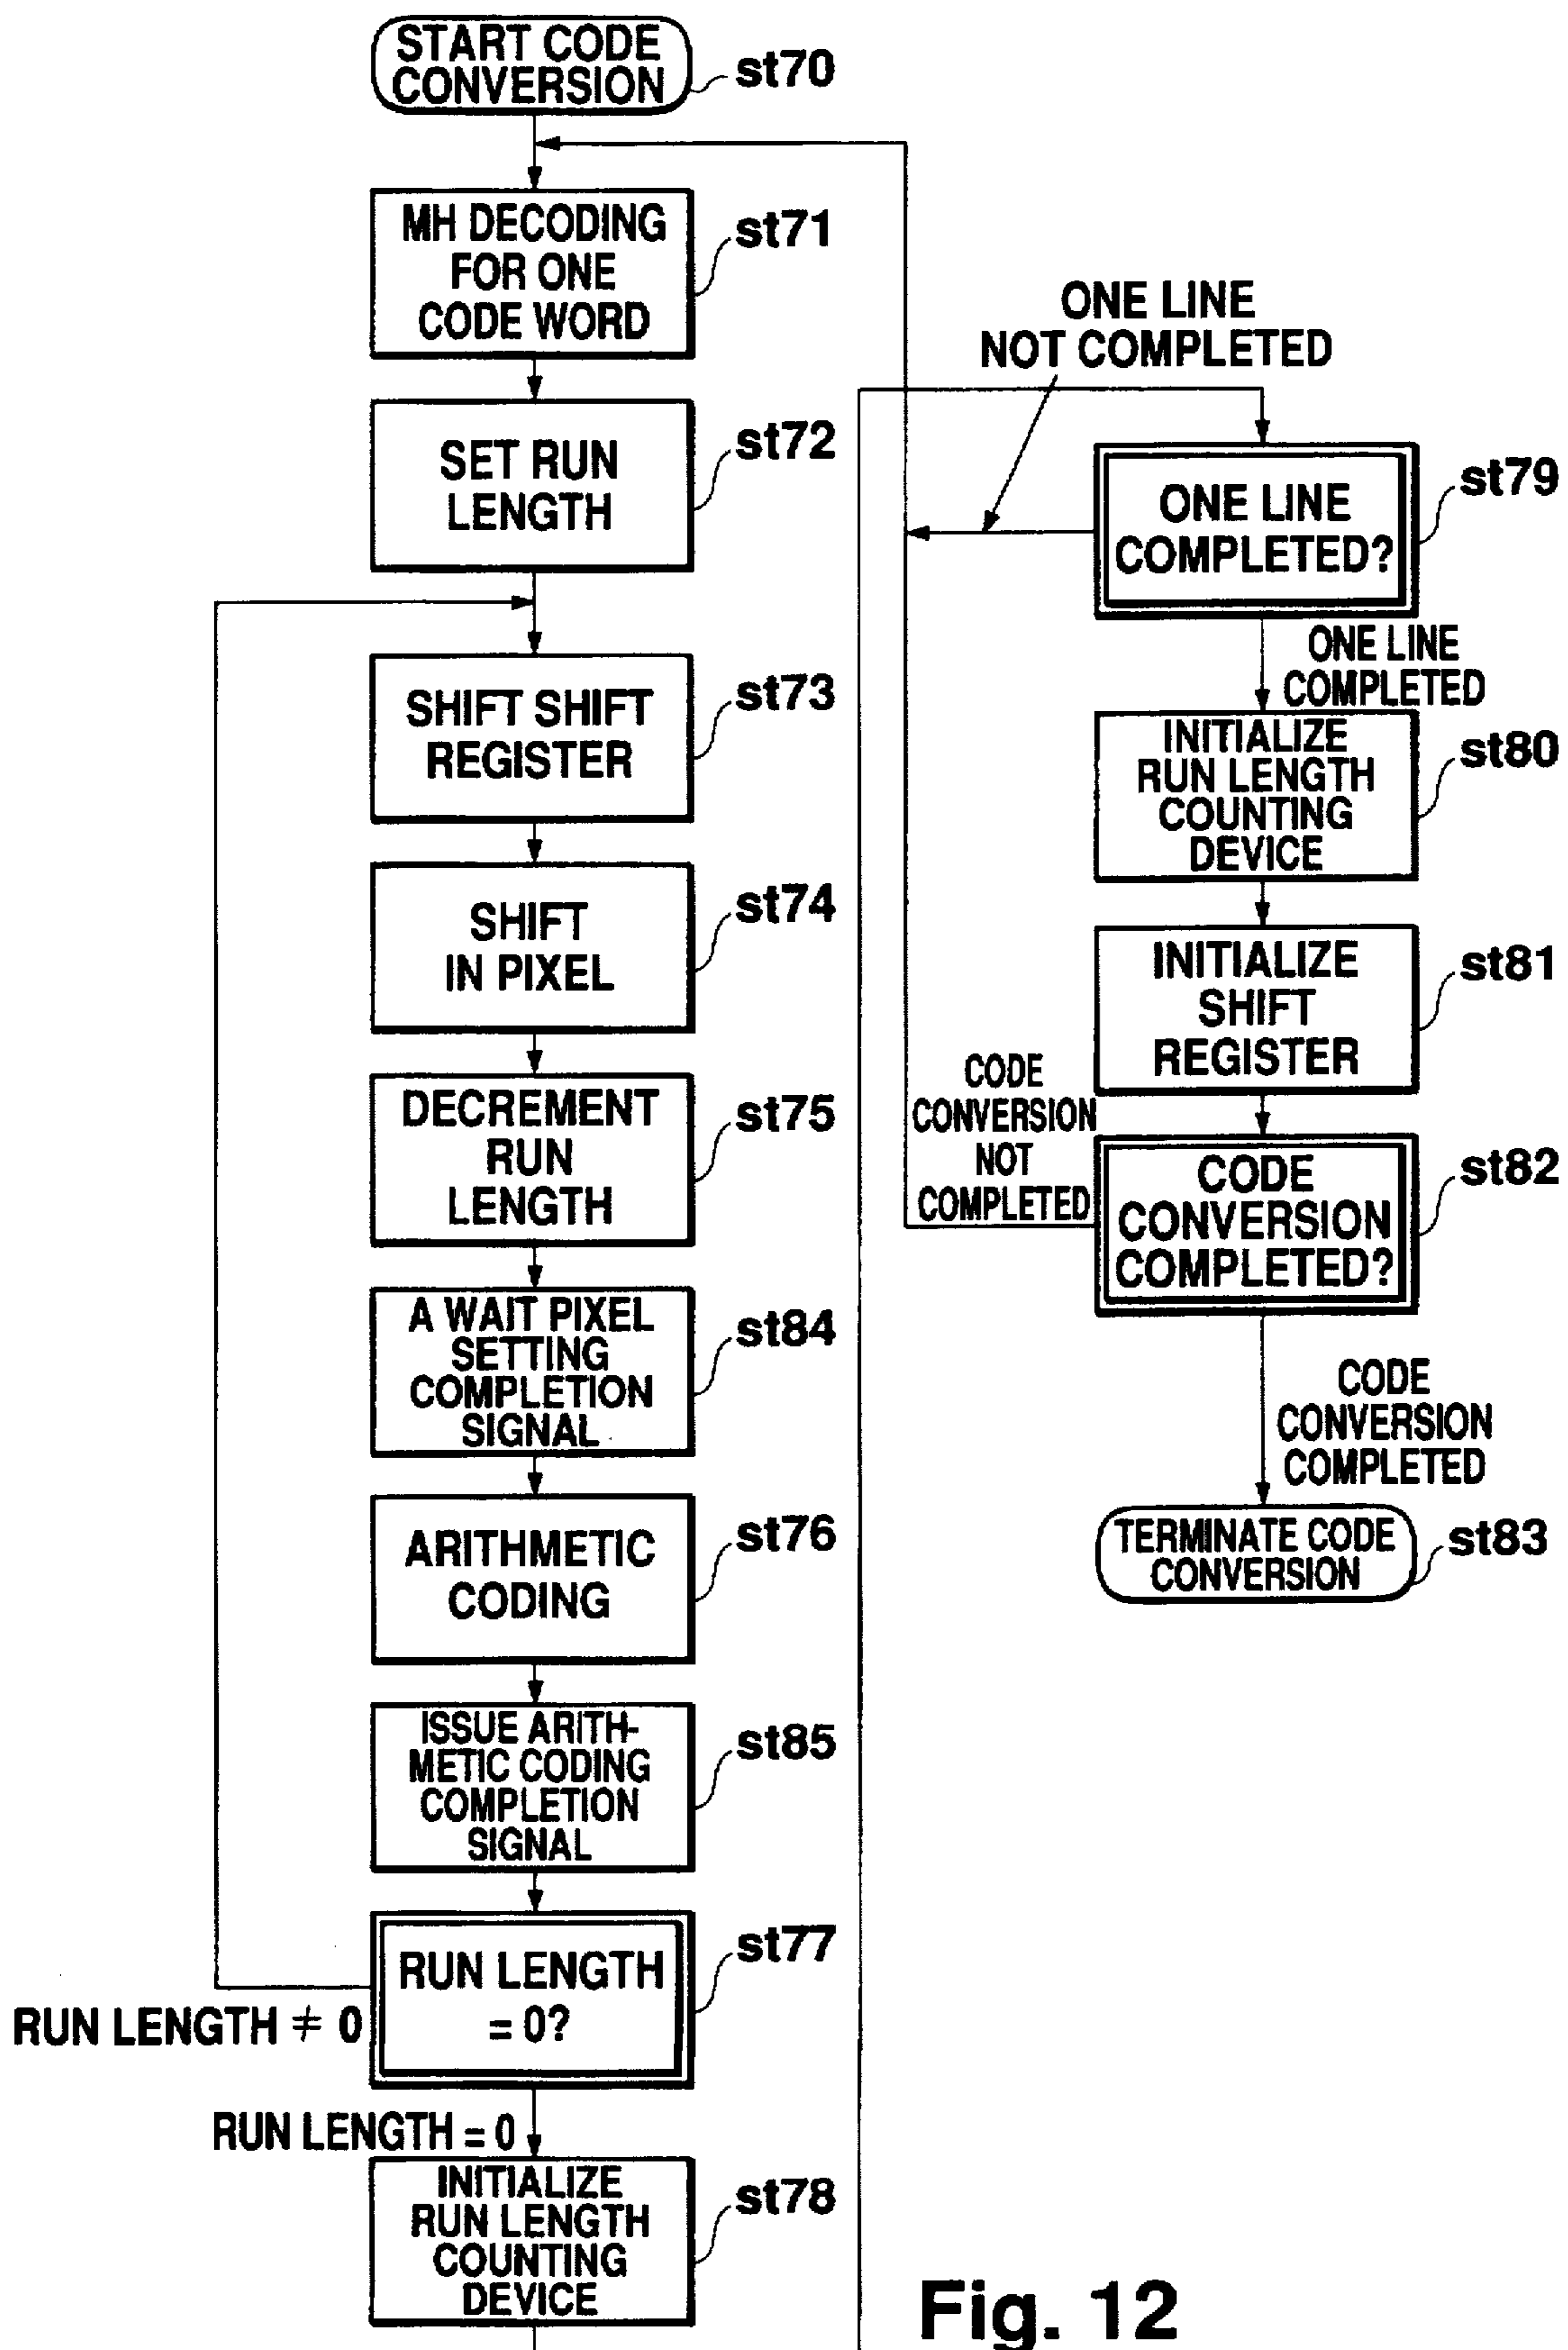 START CODE
CONVERSION
st70
MH DECODING
FOR ONE
CODE WORD
st71
SET RUN
LENGTH
st72
SHIFT SHIFT
REGISTER
st73
SHIFT
IN PIXEL
st74
DECREMENT
RUN
LENGTH
st75
A WAIT PIXEL
SETTING
COMPLETION
SIGNAL
st84
ARITHMETIC
CODING
st76
ISSUE ARITH-
METIC CODING
COMPLETION
SIGNAL
st85
RUN LENGTH
= 0?
st77
RUN LENGTH ≠ 0
RUN LENGTH = 0
INITIALIZE
RUN LENGTH
COUNTING
DEVICE
st78
ONE LINE
NOT COMPLETED
ONE LINE
COMPLETED?
st79
ONE LINE
COMPLETED
INITIALIZE
RUN LENGTH
COUNTING
DEVICE
st80
INITIALIZE
SHIFT
REGISTER
st81
CODE
CONVERSION
NOT
COMPLETED
CODE
CONVERSION
COMPLETED?
st82
CODE
CONVERSION
COMPLETED
TERMINATE CODE
CONVERSION
st83
Fig. 12